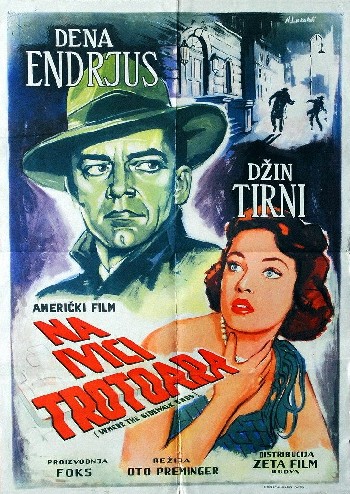 DENA
ENDRJUS
DŽIN
TIRNI
AMERIČKI FILM
NA
IVICI
TROTOARA
(WHERE THE SIDEWALK ENDS)
PROIZVODNJA
FOKS
REŽIJA
OTO PREMINGER
DISTRIBUCIJA
ZETA FILM
BUDVA